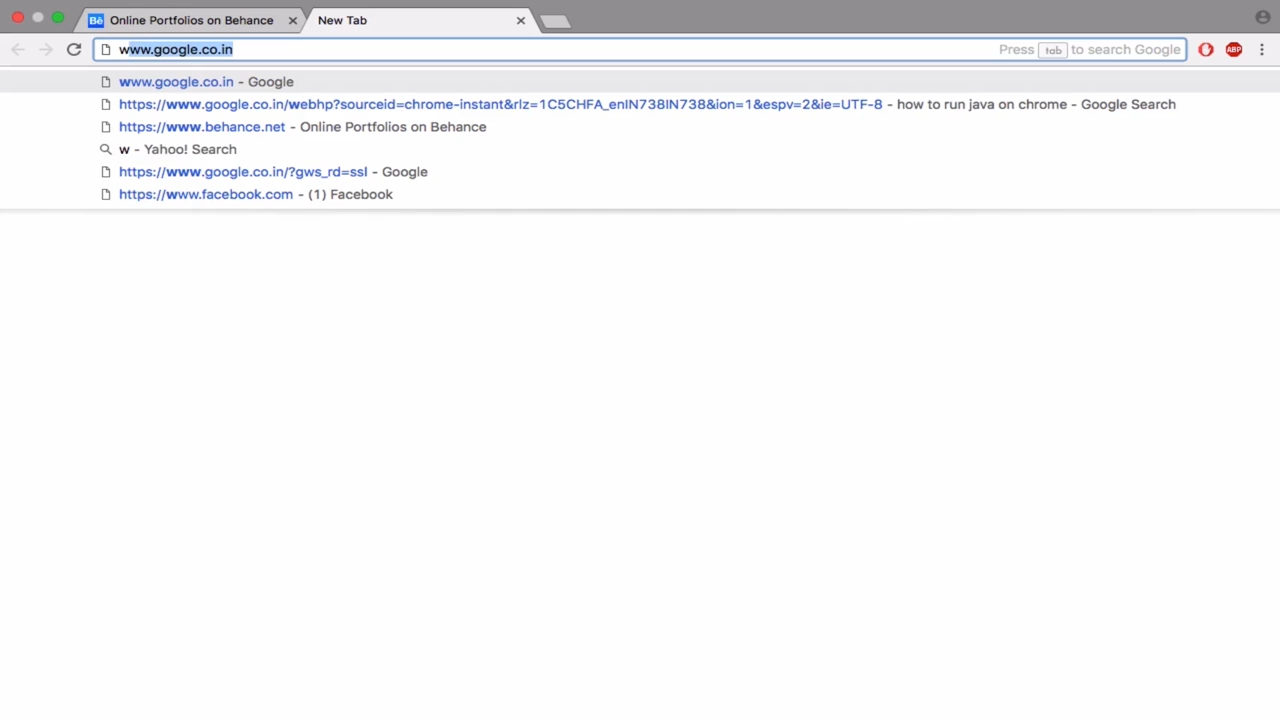 Bē Online Portfolios on Behance New Tab
www.google.co.in Press tab to search Google ABP
www.google.co.in - Google
https://www.google.co.in/webhp?sourceid=chrome-instant&rlz=1C5CHFA_enIN738IN738&ion=1&espv=2&ie=UTF-8 - how to run java on chrome - Google Search
https://www.behance.net - Online Portfolios on Behance
w - Yahoo! Search
https://www.google.co.in/?gws_rd=ssl - Google
https://www.facebook.com - (1) Facebook